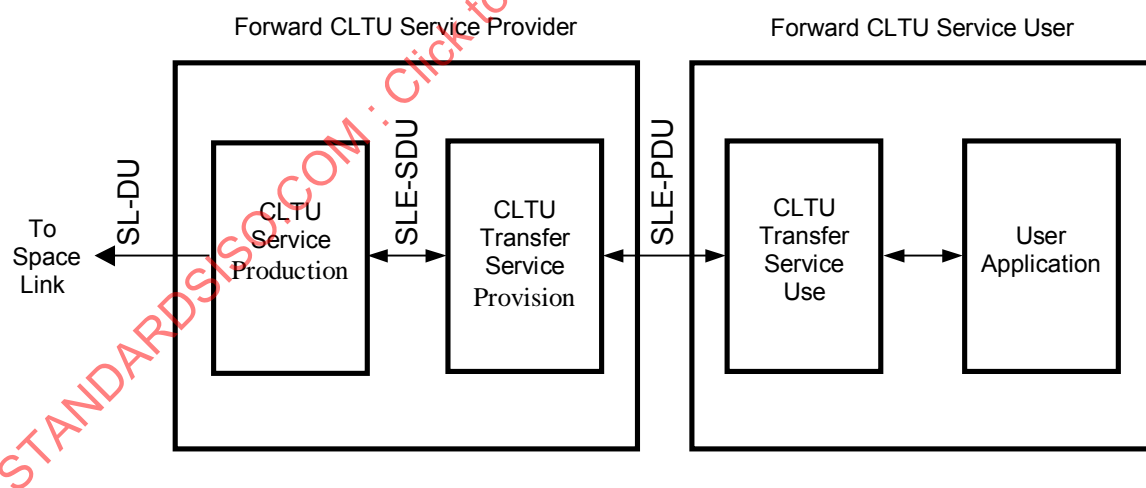 Forward CLTU Service Provider
Forward CLTU Service User
To
Space
Link
SL-DU
CLTU
Service
Production
SLE-SDU
CLTU
Transfer
Service
Provision
SLE-PDU
CLTU
Transfer
Service
Use
User
Application
STANDARDSISO.COM : Click to